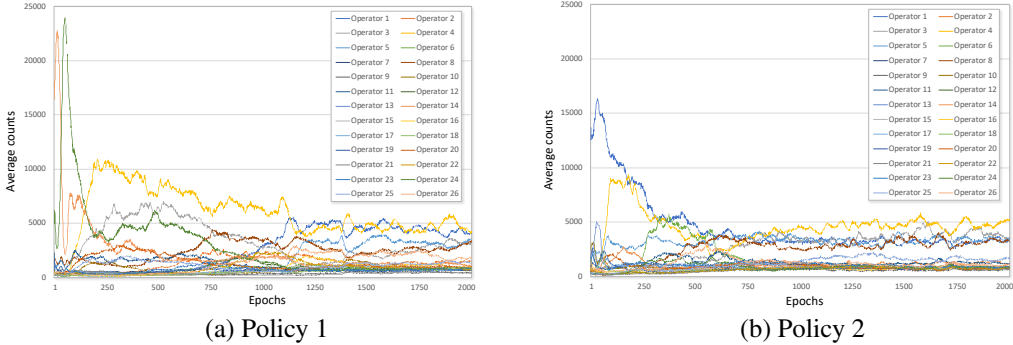 25000
20000
15000
10000
5000
0
Average counts
1 250 500 750 1000 1250 1500 1750 2000
Epochs
Operator 1 Operator 2
Operator 3 Operator 4
Operator 5 Operator 6
Operator 7 Operator 8
Operator 9 Operator 10
Operator 11 Operator 12
Operator 13 Operator 14
Operator 15 Operator 16
Operator 17 Operator 18
Operator 19 Operator 20
Operator 21 Operator 22
Operator 23 Operator 24
Operator 25 Operator 26
(a) Policy 1
25000
20000
15000
10000
5000
0
Average counts
1 250 500 750 1000 1250 1500 1750 2000
Epochs
Operator 1 Operator 2
Operator 3 Operator 4
Operator 5 Operator 6
Operator 7 Operator 8
Operator 9 Operator 10
Operator 11 Operator 12
Operator 13 Operator 14
Operator 15 Operator 16
Operator 17 Operator 18
Operator 19 Operator 20
Operator 21 Operator 22
Operator 23 Operator 24
Operator 25 Operator 26
(b) Policy 2